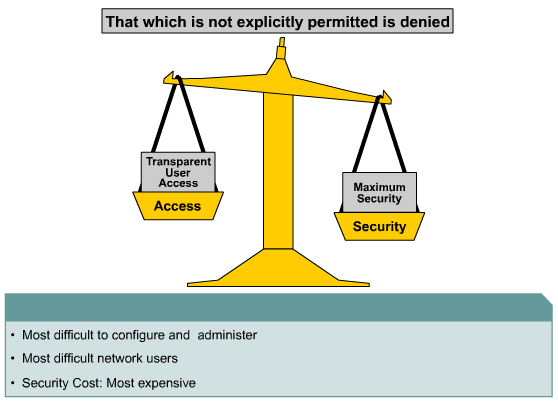 That which is not explicitly permitted is denied
Transparent
User
Access
Access
Maximum
Security
Security
• Most difficult to configure and administer
• Most difficult network users
• Security Cost: Most expensive